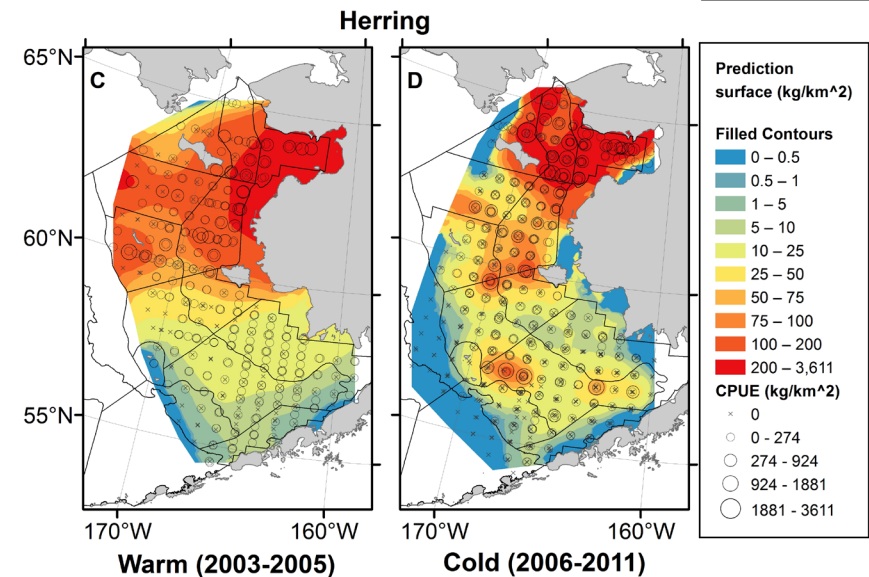 Herring
65°N
60°N
55°N
C
D
170°W
160°W
170°W
160°W
Warm (2003-2005)
Cold (2006-2011)
Prediction
surface (kg/km^2)
Filled Contours
0 – 0.5
0.5 – 1
1 – 5
5 – 10
10 – 25
25 – 50
50 – 75
75 – 100
100 – 200
200 – 3,611
CPUE (kg/km^2)
0
0 - 274
274 - 924
924 - 1881
1881 - 3611